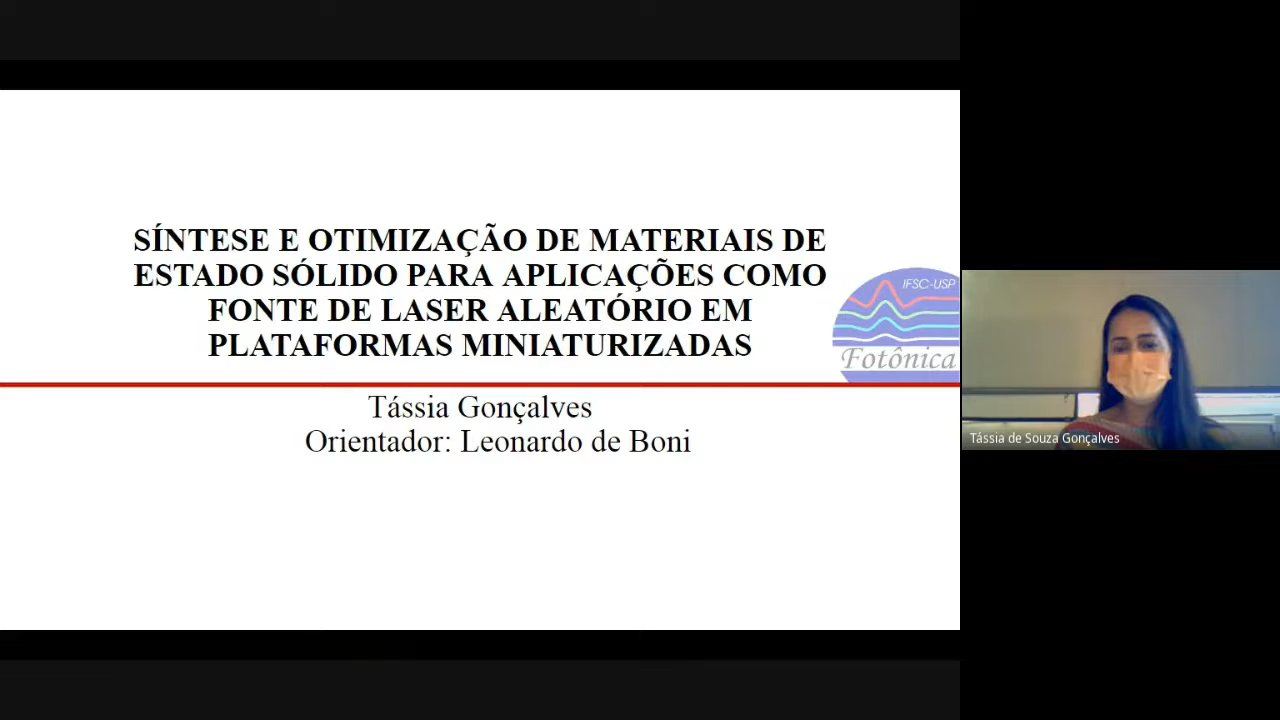 SÍNTESE E OTIMIZAÇÃO DE MATERIAIS DE
ESTADO SÓLIDO PARA APLICAÇÕES COMO
FONTE DE LASER ALEATÓRIO EM
PLATAFORMAS MINIATURIZADAS
IFSC-USP
Fotônica
Tássia Gonçalves
Orientador: Leonardo de Boni
Tássia de Souza Gonçalves